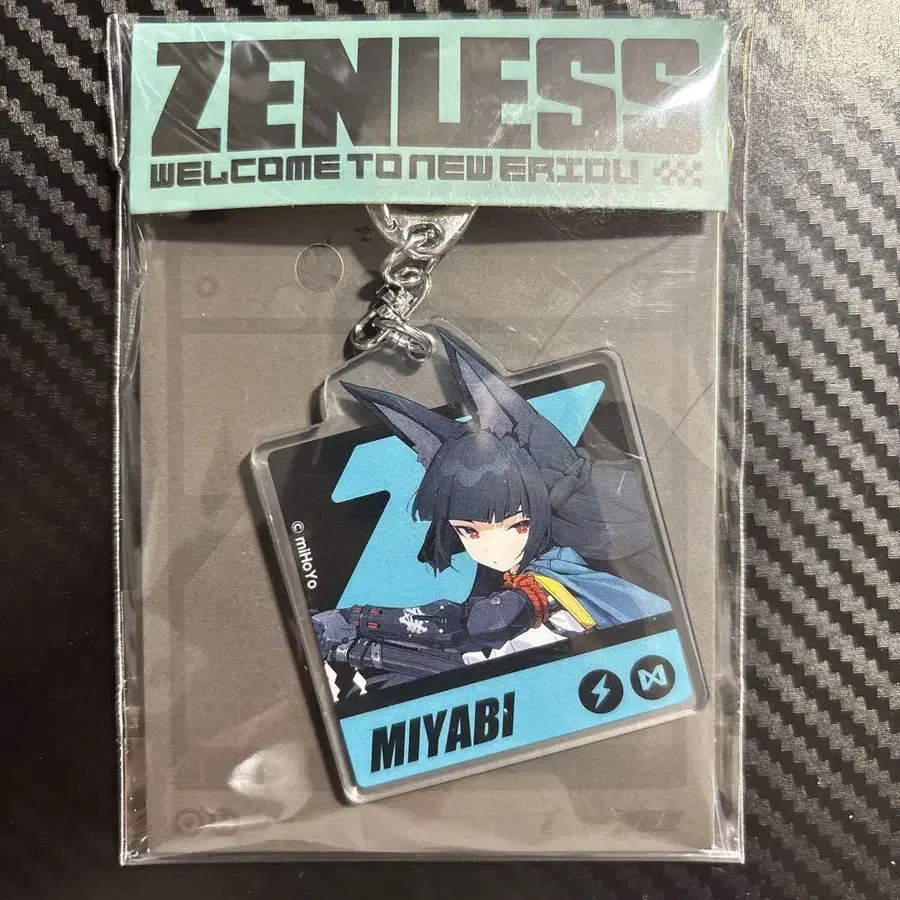 ZENLESS
WELCOME TO NEW ERIDU
© miHoYo
MIYABI